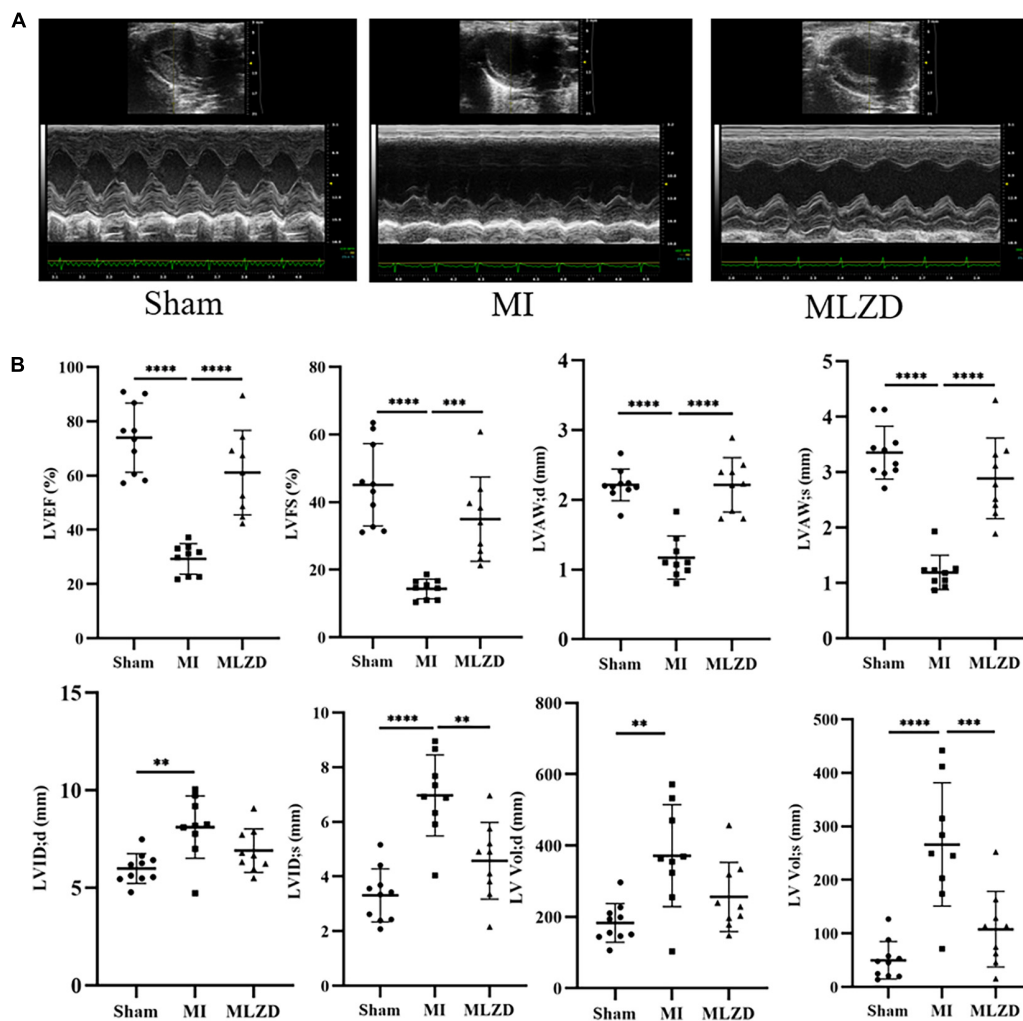 A
Sham
MI
MLZD
B
100
80
60
40
20
0
LVEF (%)
**** ****
Sham MI MLZD
80
60
40
20
0
LVFS (%)
**** ***
Sham MI MLZD
4
3
2
1
0
LVAW;d (mm)
**** ****
Sham MI MLZD
5
4
3
2
1
0
LVAW;s (mm)
**** ****
Sham MI MLZD
15
10
5
0
LVID;d (mm)
**
Sham MI MLZD
10
8
6
4
2
0
LVID:s (mm)
**** **
Sham MI MLZD
800
600
400
200
0
LV Vol;d (mm)
**
Sham MI MLZD
500
400
300
200
100
0
LV Vol;s (mm)
**** ***
Sham MI MLZD